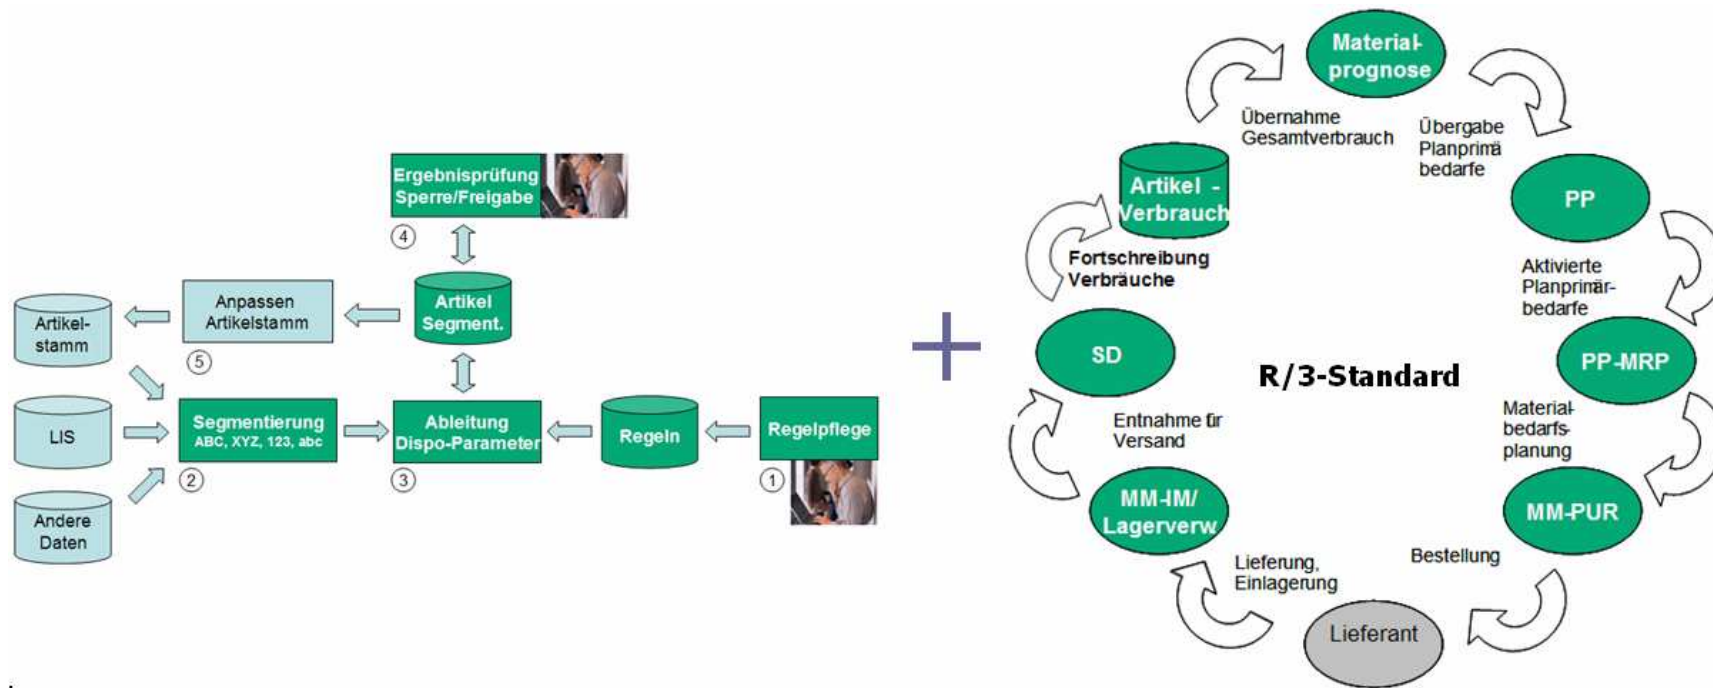 Ergebnisprüfung
Sperre/Freigabe
4
Artikel
Segment.
Anpassen
Artikelstamm
5
Artikel-
stamm
LIS
Andere
Daten
Segmentierung
ABC, XYZ, 123, abc
2
Ableitung
Dispo-Parameter
3
Regeln
Regelpflege
1
+
Material-
prognose
Übernahme
Gesamtverbrauch
Übergabe
Planprimä
bedarfe
Artikel -
Verbrauch
PP
Fortschreibung
Verbräuche
Aktivierte
Planprimär-
bedarfe
SD
R/3-Standard
PP-MRP
Entnahme für
Versand
Material-
bedarfs-
planung
MM-IM/
Lagerverw.
MM-PUR
Lieferung,
Einlagerung
Bestellung
Lieferant